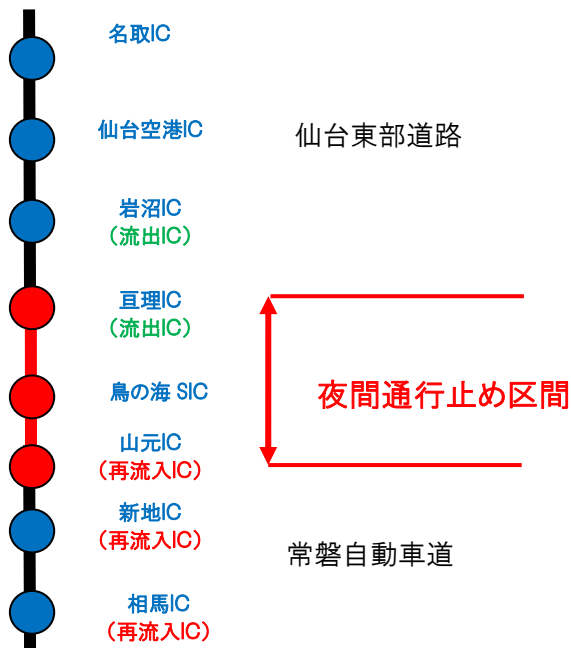 名取IC
仙台空港IC
仙台東部道路
岩沼IC
（流出IC）
亘理IC
（流出IC）
鳥の海 SIC
夜間通行止め区間
山元IC
（再流入IC）
新地IC
（再流入IC）
常磐自動車道
相馬IC
（再流入IC）